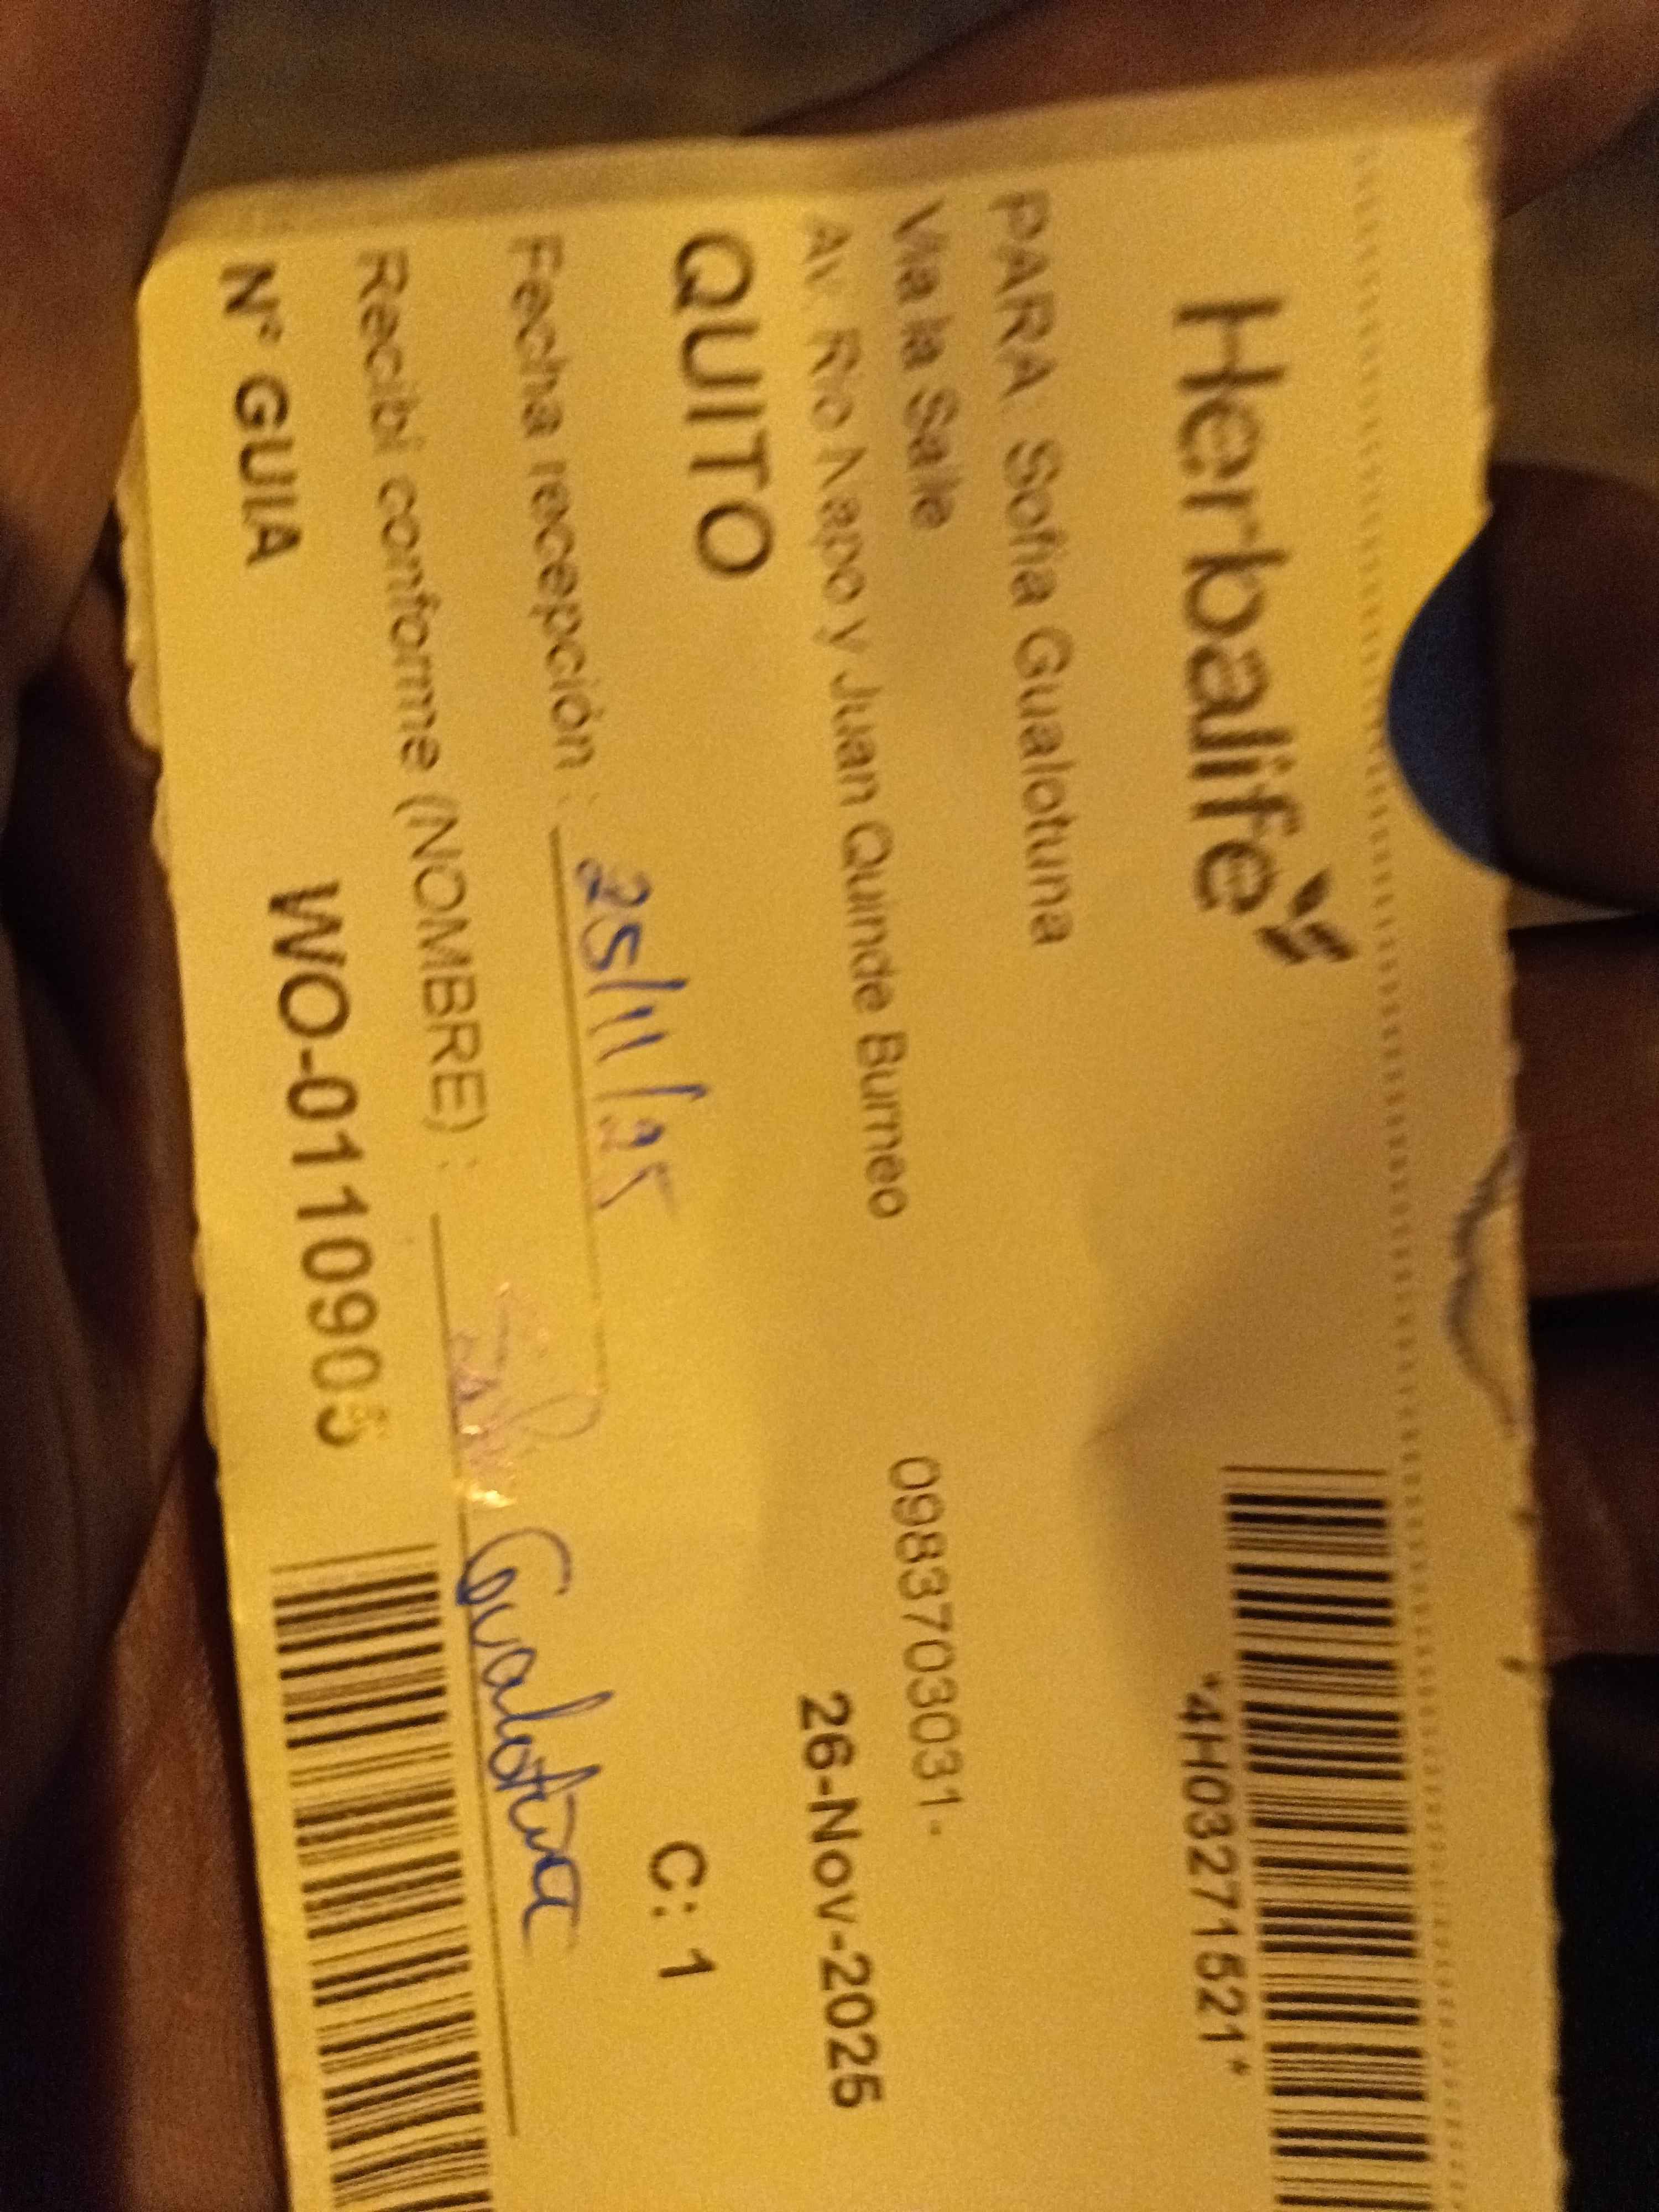 Herbalife
*4H03271521*
PARA: Sofia Gualotuna
Via la Salle
0983703031 -
Av. Rio Napo y Juan Quinde Burneo
26-Nov-2025
QUITO
C: 1
Fecha recepción : 25/11/25
Recibí conforme (NOMBRE) : Gualotuna
N° GUIA WO-0110905